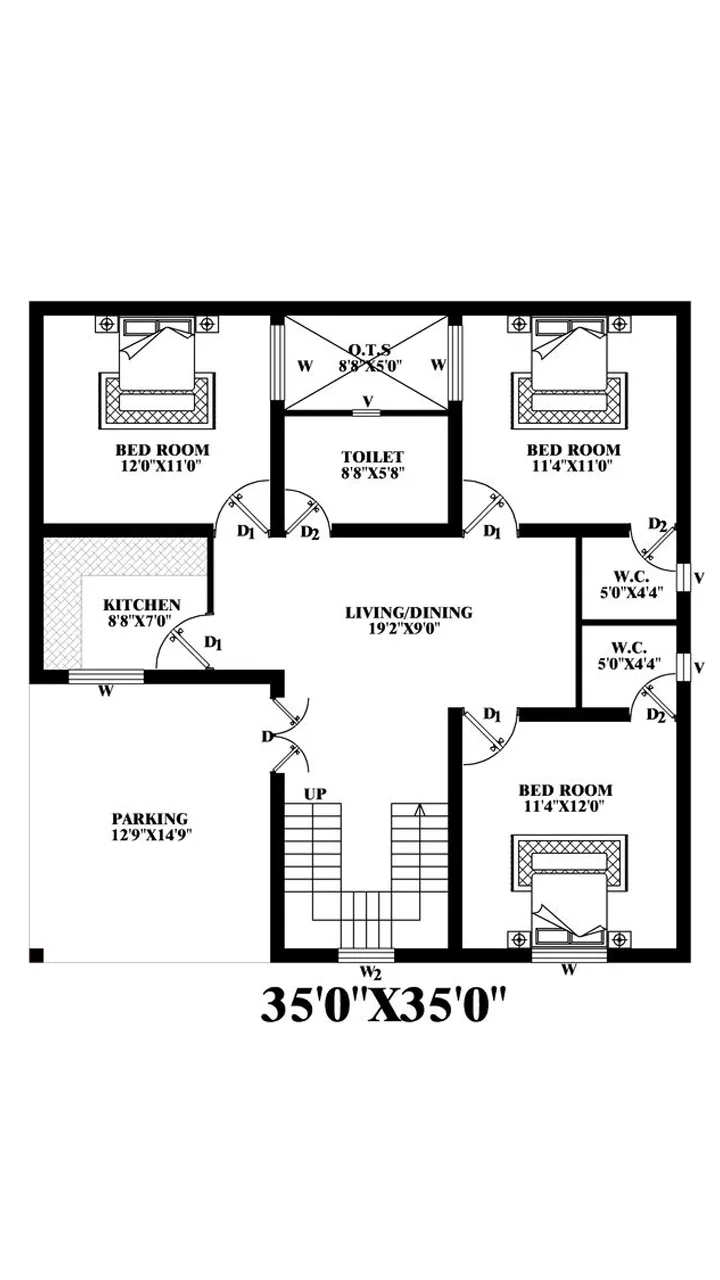 O.T.S
8'8"X5'0"
W
W
V
BED ROOM
12'0"X11'0"
TOILET
8'8"X5'8"
BED ROOM
11'4"X11'0"
D1
D2
D1
D2
KITCHEN
8'8"X7'0"
D1
W
LIVING/DINING
19'2"X9'0"
W.C.
5'0"X4'4"
V
W.C.
5'0"X4'4"
V
D2
D1
D
UP
PARKING
12'9"X14'9"
BED ROOM
11'4"X12'0"
W2
W
35'0"X35'0"